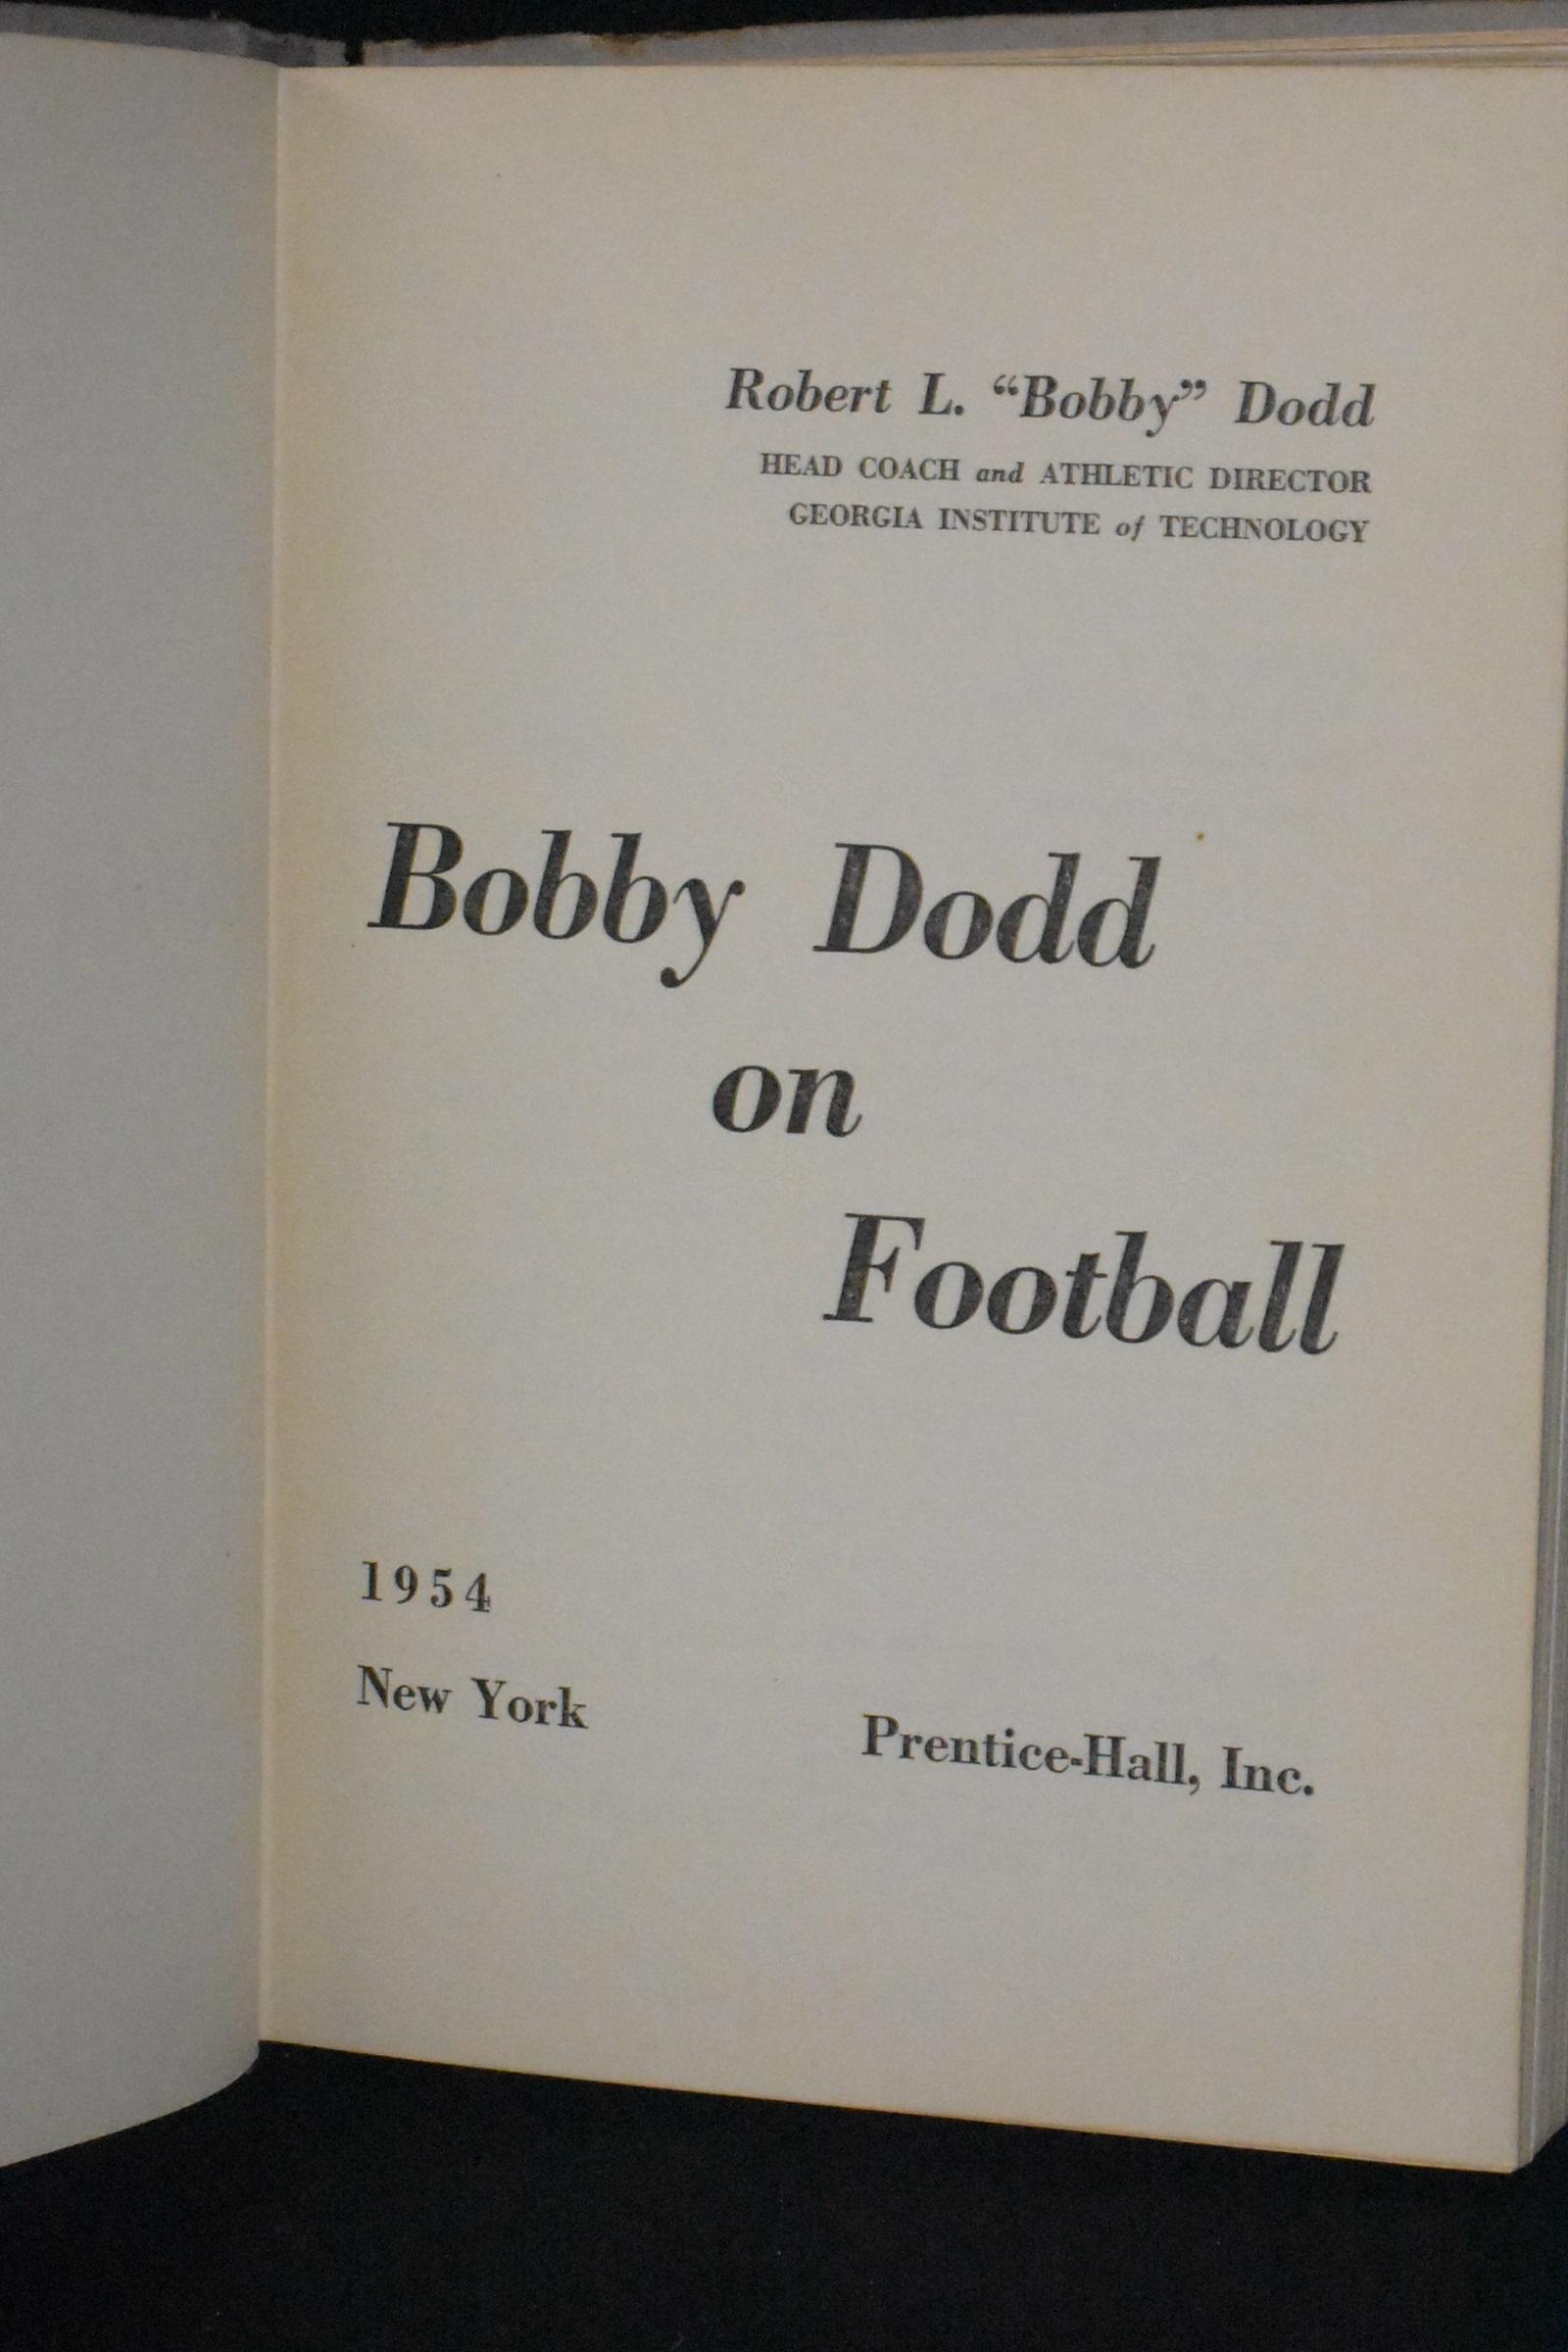 Robert L. “Bobby” Dodd
HEAD COACH and ATHLETIC DIRECTOR
GEORGIA INSTITUTE of TECHNOLOGY
Bobby Dodd
on
Football
1954
New York
Prentice-Hall, Inc.